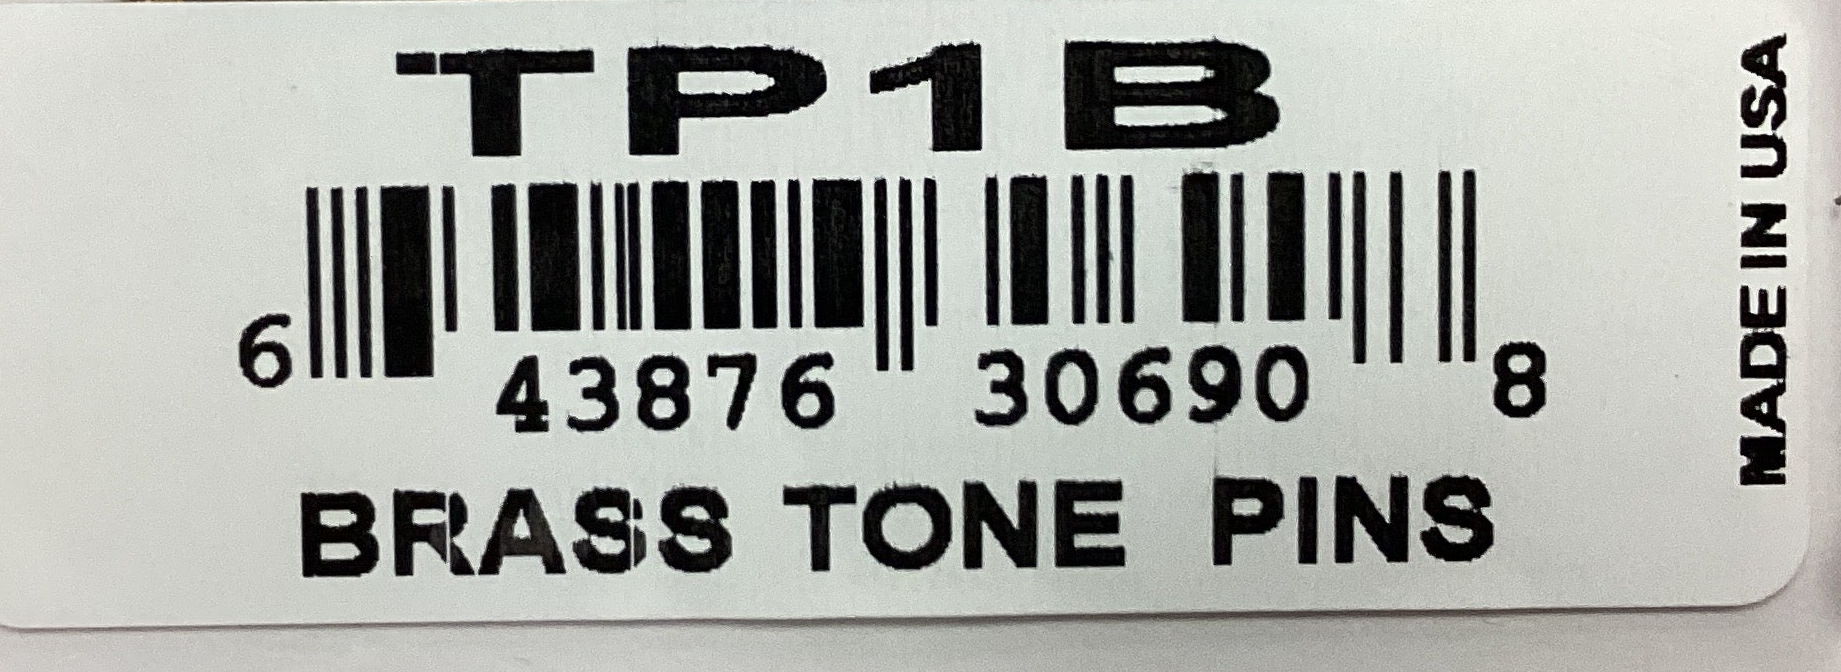 TP1B
6 43876 30690 8
BRASS TONE PINS
MADE IN USA